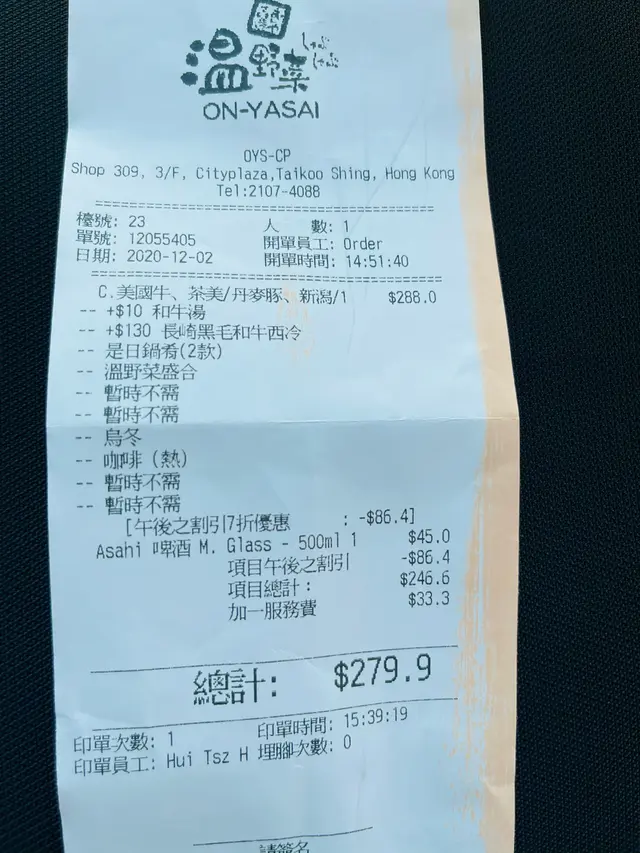 しゃぶ
しゃぶ
温野菜
ON-YASAI
OYS-CP
Shop 309, 3/F, Cityplaza,Taikoo Shing, Hong Kong
Tel:2107-4088
檯號: 23 人 數: 1
單號: 12055405 開單員工: Order
日期: 2020-12-02 開單時間: 14:51:40
C.美國牛、茶美/丹麥豚、新潟/1 $288.0
-- +$10 和牛湯
-- +$130 長崎黑毛和牛西冷
-- 是日鍋肴(2款)
-- 溫野菜盛合
-- 暫時不需
-- 暫時不需
-- 烏冬
-- 咖啡 (熱)
-- 暫時不需
-- 暫時不需
[午後之割引7折優惠 : -$86.4]
Asahi 啤酒 M. Glass - 500ml 1 $45.0
項目午後之割引 -$86.4
項目總計: $246.6
加一服務費 $33.3
總計: $279.9
印單次數: 1 印單時間: 15:39:19
印單員工: Hui Tsz H 埋腳次數: 0
請簽名